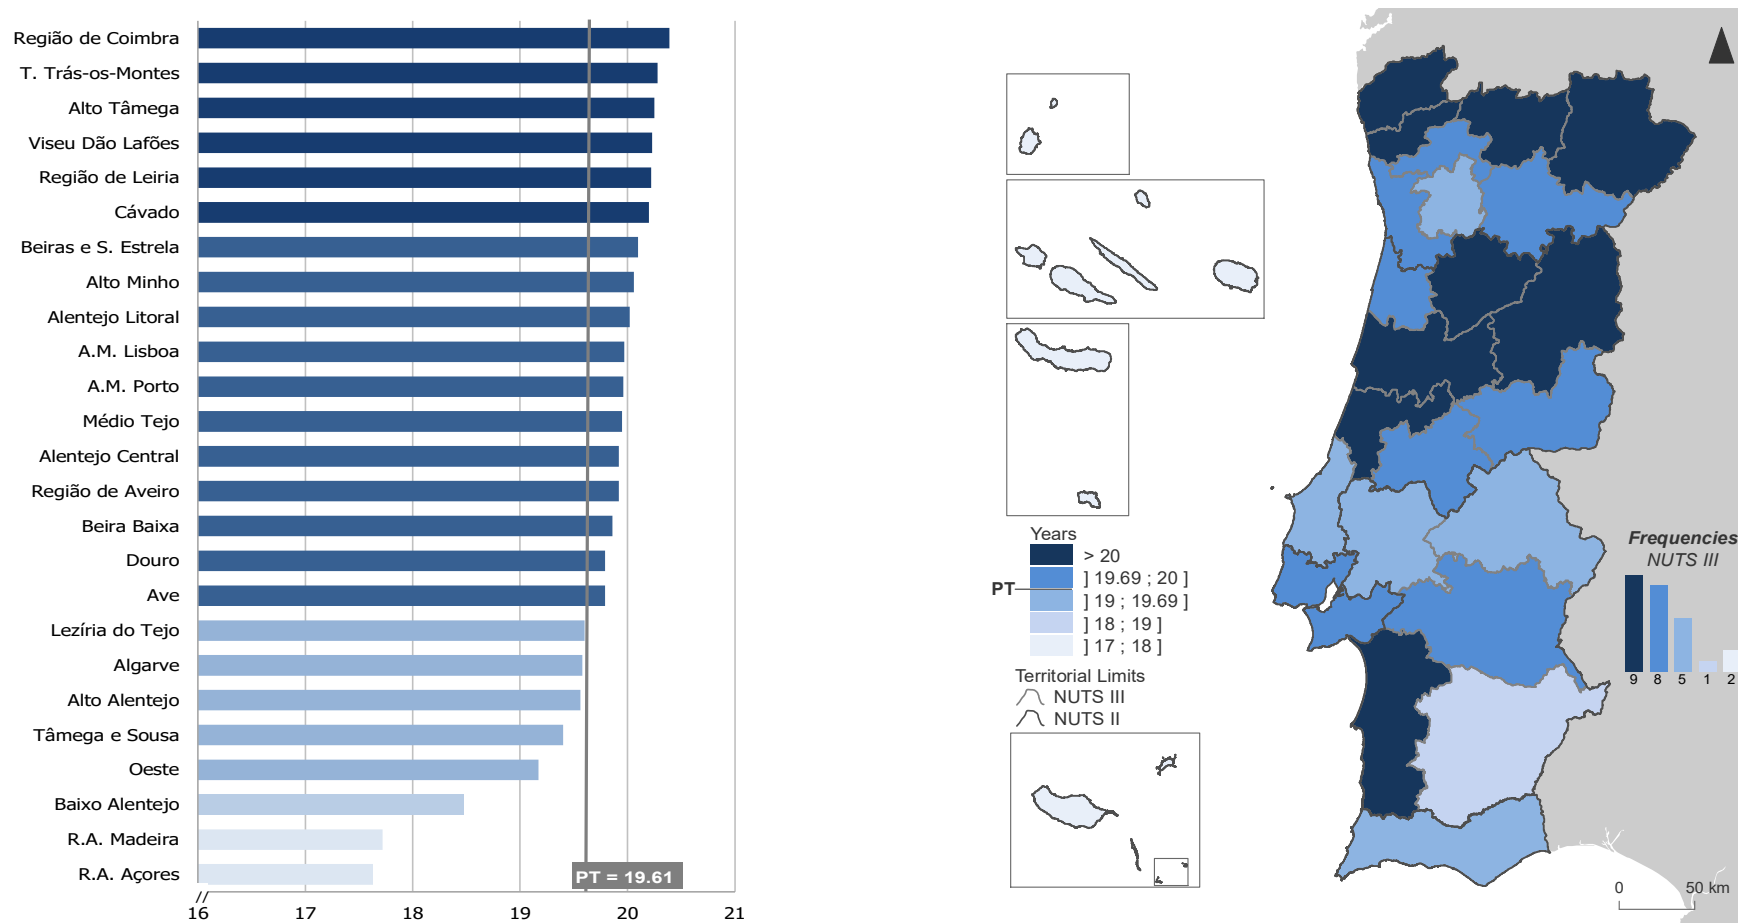 Região de Coimbra
T. Trás-os-Montes
Alto Tâmega
Viseu Dão Lafões
Região de Leiria
Cávado
Beiras e S. Estrela
Alto Minho
Alentejo Litoral
A.M. Lisboa
A.M. Porto
Médio Tejo
Alentejo Central
Região de Aveiro
Beira Baixa
Douro
Ave
Lezíria do Tejo
Algarve
Alto Alentejo
Tâmega e Sousa
Oeste
Baixo Alentejo
R.A. Madeira
R.A. Açores
PT = 19.61
16 17 18 19 20 21
Years
> 20
] 19.69 ; 20 ]
PT
] 19 ; 19.69 ]
] 18 ; 19 ]
] 17 ; 18 ]
Territorial Limits
NUTS III
NUTS II
Frequencies
NUTS III
9 8 5 1 2
0 50 km